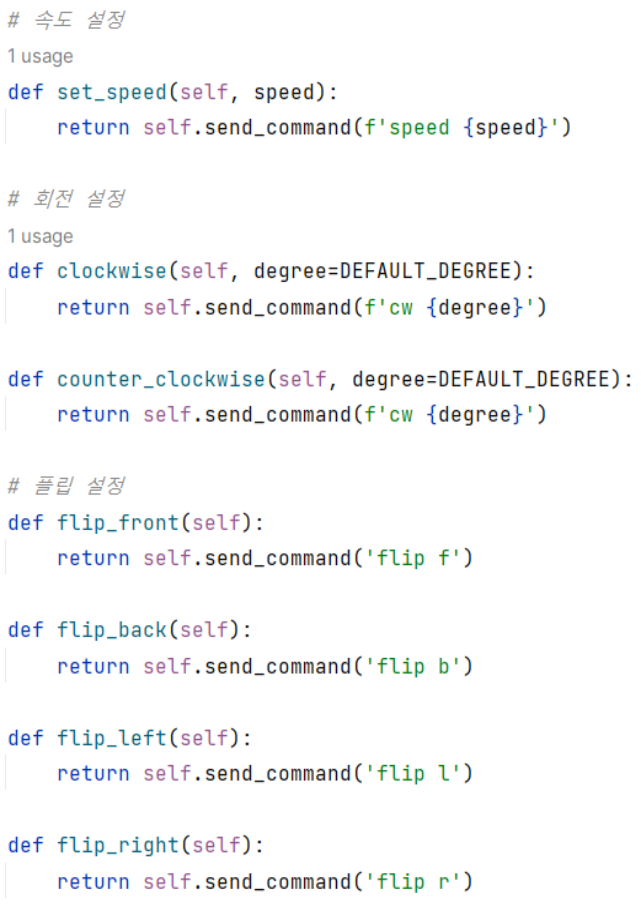 # 속도 설정
1 usage
def set_speed(self, speed):
    return self.send_command(f'speed {speed}')
# 회전 설정
1 usage
def clockwise(self, degree=DEFAULT_DEGREE):
    return self.send_command(f'cw {degree}')
def counter_clockwise(self, degree=DEFAULT_DEGREE):
    return self.send_command(f'cw {degree}')
# 플립 설정
def flip_front(self):
    return self.send_command('flip f')
def flip_back(self):
    return self.send_command('flip b')
def flip_left(self):
    return self.send_command('flip l')
def flip_right(self):
    return self.send_command('flip r')